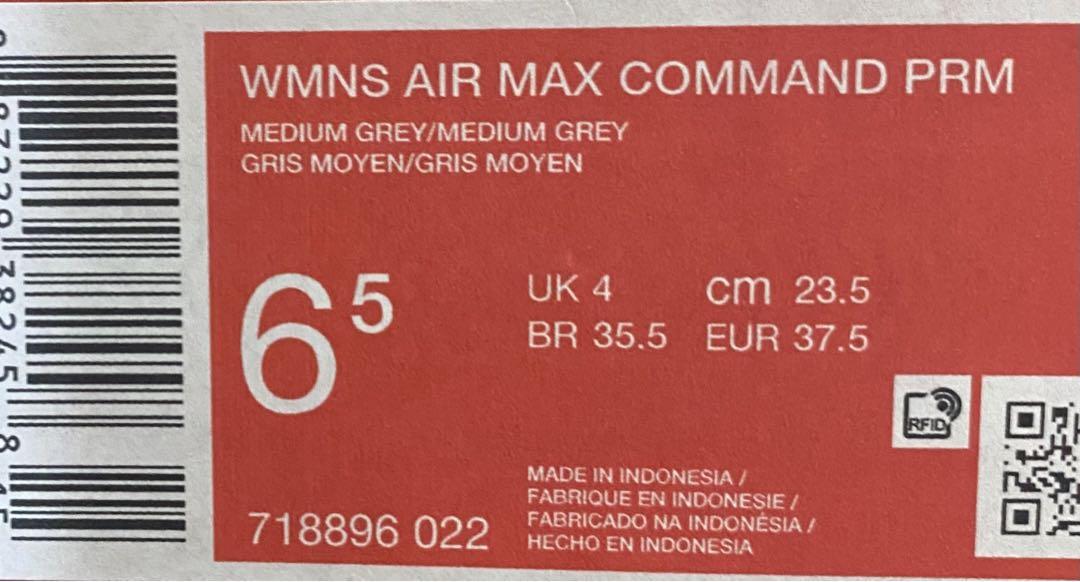 WMNS AIR MAX COMMAND PRM
MEDIUM GREY/MEDIUM GREY
GRIS MOYEN/GRIS MOYEN
6 5
UK 4 cm 23.5
BR 35.5 EUR 37.5
RFID
MADE IN INDONESIA /
FABRIQUE EN INDONESIE /
FABRICADO NA INDONÉSIA /
HECHO EN INDONESIA
718896 022